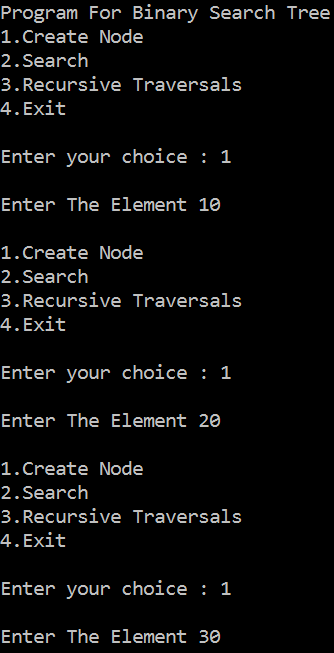 Program For Binary Search Tree
1.Create Node
2.Search
3.Recursive Traversals
4.Exit
Enter your choice : 1
Enter The Element 10
1.Create Node
2.Search
3.Recursive Traversals
4.Exit
Enter your choice : 1
Enter The Element 20
1.Create Node
2.Search
3.Recursive Traversals
4.Exit
Enter your choice : 1
Enter The Element 30